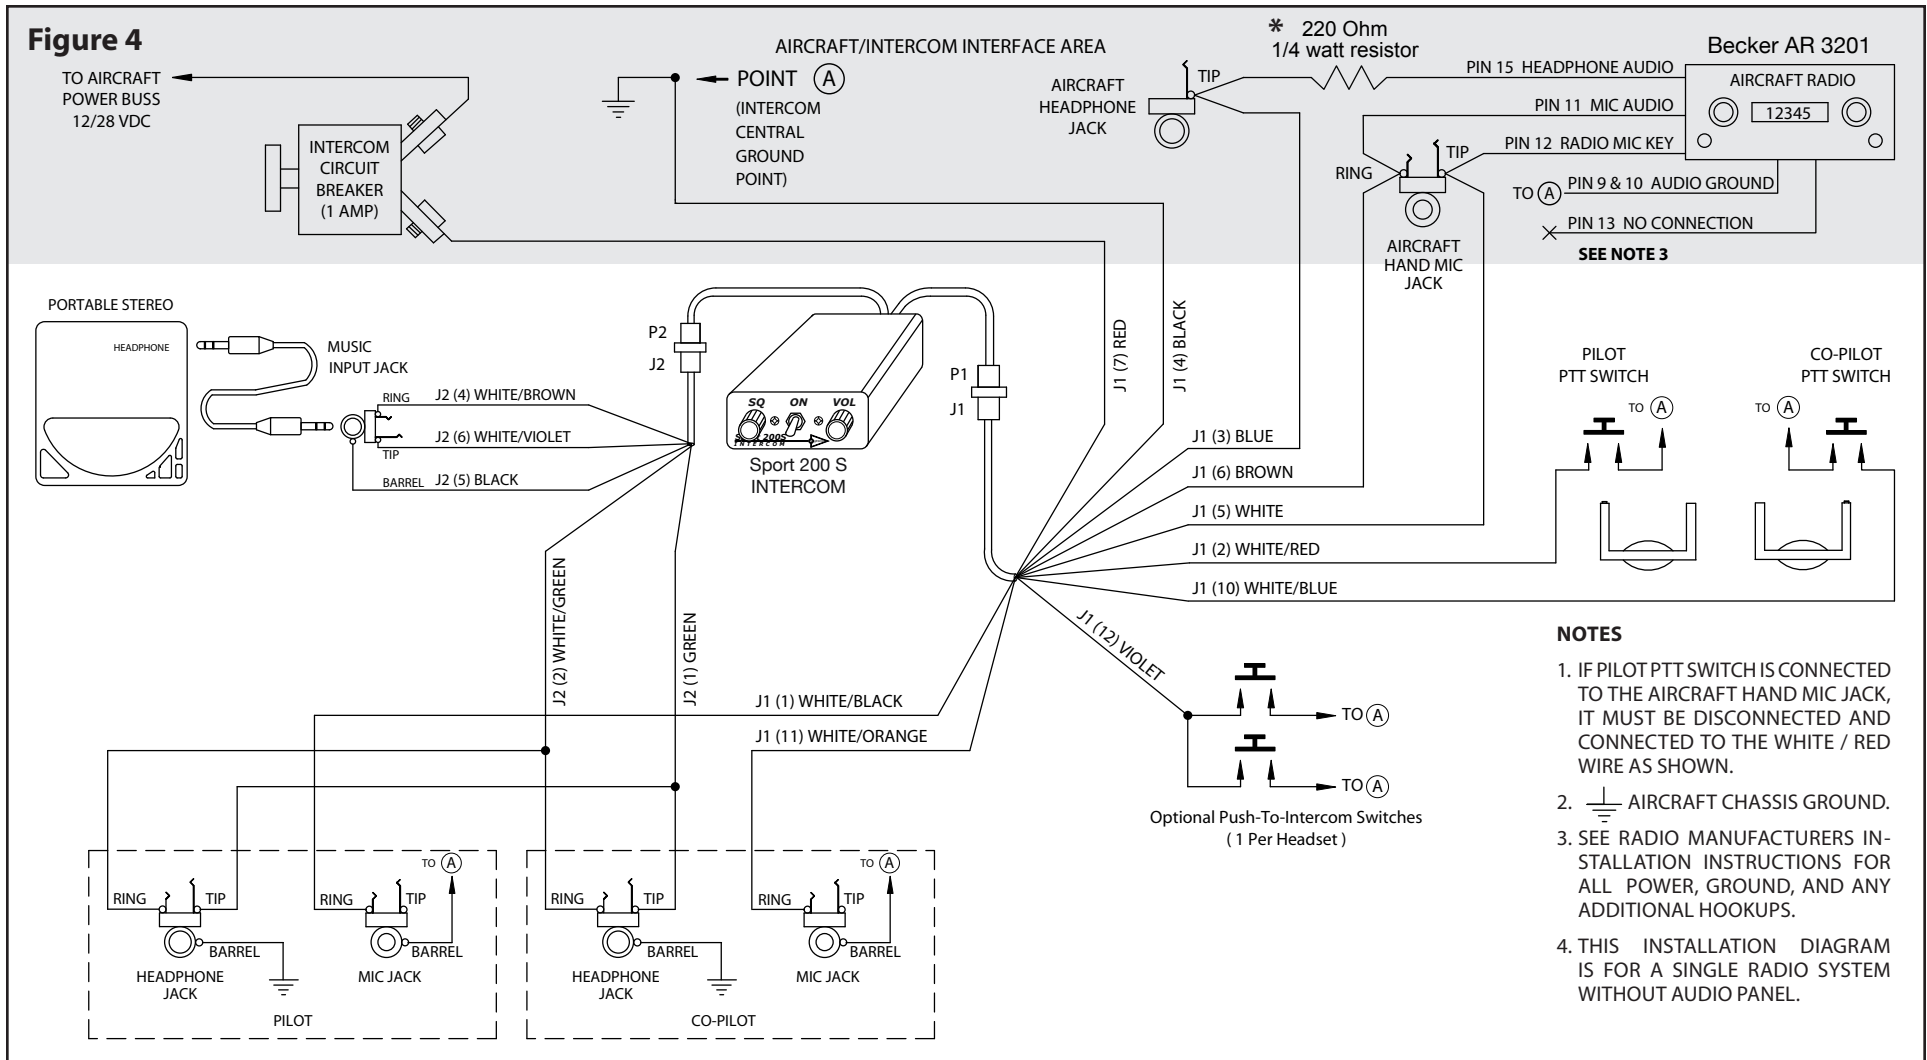 Figure 4
TO AIRCRAFT
POWER BUSS
12/28 VDC
INTERCOM
CIRCUIT
BREAKER
(1 AMP)
AIRCRAFT/INTERCOM INTERFACE AREA
POINT A
(INTERCOM
CENTRAL
GROUND
POINT)
AIRCRAFT
HEADPHONE
JACK
TIP
* 220 Ohm
1/4 watt resistor
Becker AR 3201
AIRCRAFT RADIO
12345
PIN 15 HEADPHONE AUDIO
PIN 11 MIC AUDIO
PIN 12 RADIO MIC KEY
TO A PIN 9 & 10 AUDIO GROUND
PIN 13 NO CONNECTION
SEE NOTE 3
RING
TIP
AIRCRAFT
HAND MIC
JACK
PORTABLE STEREO
HEADPHONE
MUSIC
INPUT JACK
RING
J2 (4) WHITE/BROWN
J2 (6) WHITE/VIOLET
TIP
BARREL
J2 (5) BLACK
P2
J2
SQ
ON
VOL
200S
INTERCOM
Sport 200 S
INTERCOM
P1
J1
J1 (7) RED
J1 (4) BLACK
J1 (3) BLUE
J1 (6) BROWN
J1 (5) WHITE
J1 (2) WHITE/RED
J1 (10) WHITE/BLUE
J1 (12) VIOLET
PILOT
PTT SWITCH
TO A
CO-PILOT
PTT SWITCH
TO A
J2 (2) WHITE/GREEN
J2 (1) GREEN
J1 (1) WHITE/BLACK
J1 (11) WHITE/ORANGE
TO A
TO A
Optional Push-To-Intercom Switches
( 1 Per Headset )
RING
TIP
BARREL
HEADPHONE
JACK
RING
TIP
TO A
BARREL
MIC JACK
PILOT
RING
TIP
BARREL
HEADPHONE
JACK
RING
TIP
TO A
BARREL
MIC JACK
CO-PILOT
NOTES
1. IF PILOT PTT SWITCH IS CONNECTED
TO THE AIRCRAFT HAND MIC JACK,
IT MUST BE DISCONNECTED AND
CONNECTED TO THE WHITE / RED
WIRE AS SHOWN.
2. AIRCRAFT CHASSIS GROUND.
3. SEE RADIO MANUFACTURERS IN-
STALLATION INSTRUCTIONS FOR
ALL POWER, GROUND, AND ANY
ADDITIONAL HOOKUPS.
4. THIS INSTALLATION DIAGRAM
IS FOR A SINGLE RADIO SYSTEM
WITHOUT AUDIO PANEL.